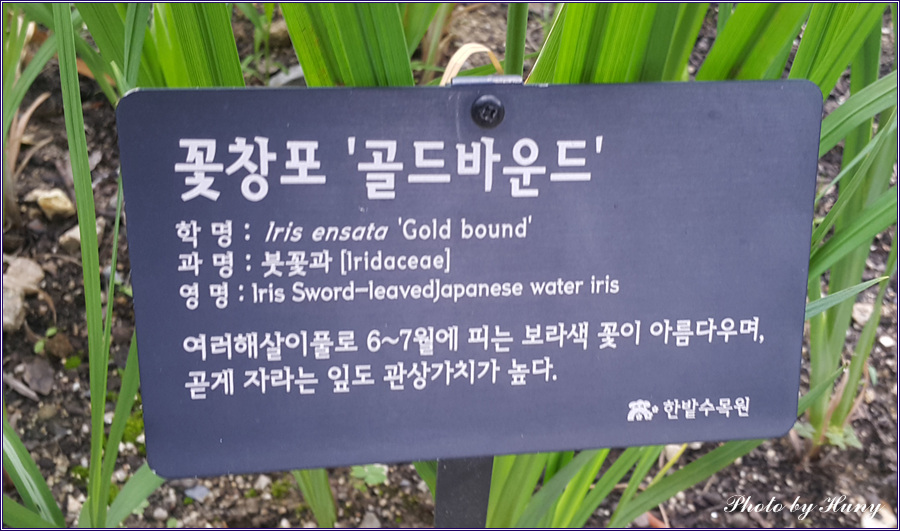 꽃창포 '골드바운드'
학 명 : Iris ensata 'Gold bound'
과 명 : 붓꽃과 [Iridaceae]
영 명 : Iris Sword-leavedJapanese water iris
여러해살이풀로 6~7월에 피는 보라색 꽃이 아름다우며,
곧게 자라는 잎도 관상가치가 높다.
한밭수목원
Photo by Huny